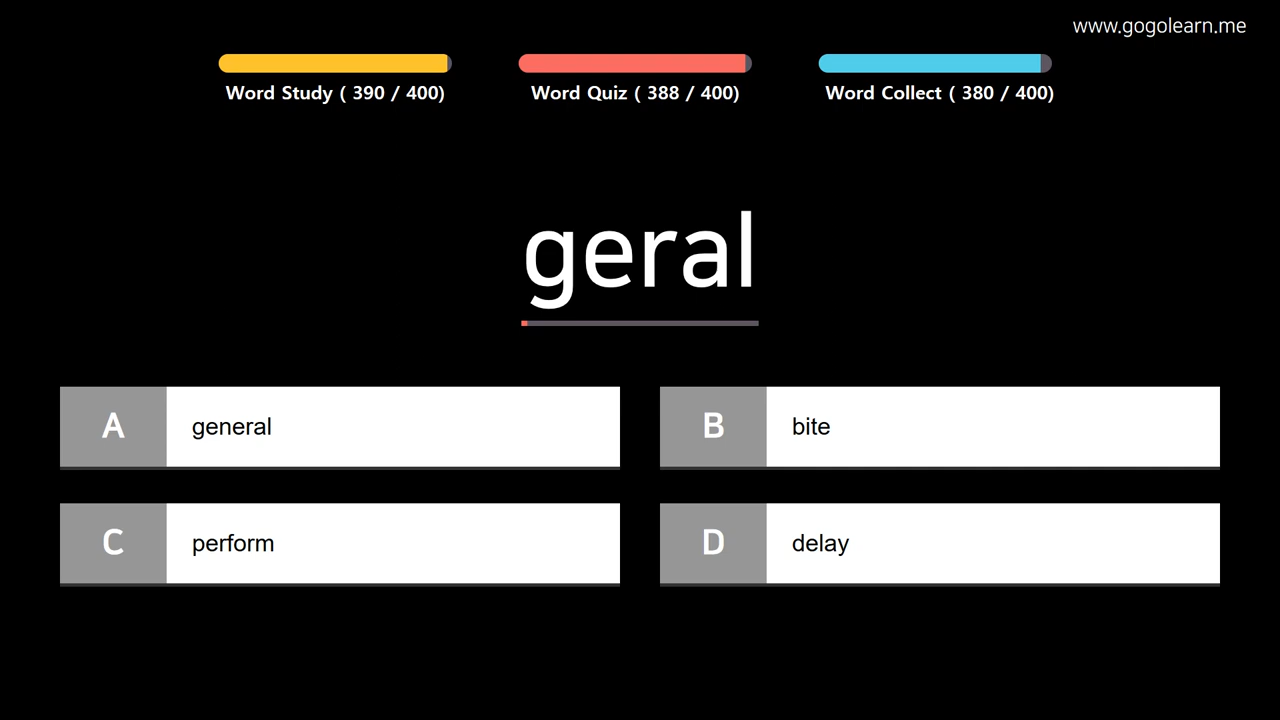 www.gogolearn.me
Word Study ( 390 / 400)
Word Quiz ( 388 / 400)
Word Collect ( 380 / 400)
geral
A general
B bite
C perform
D delay